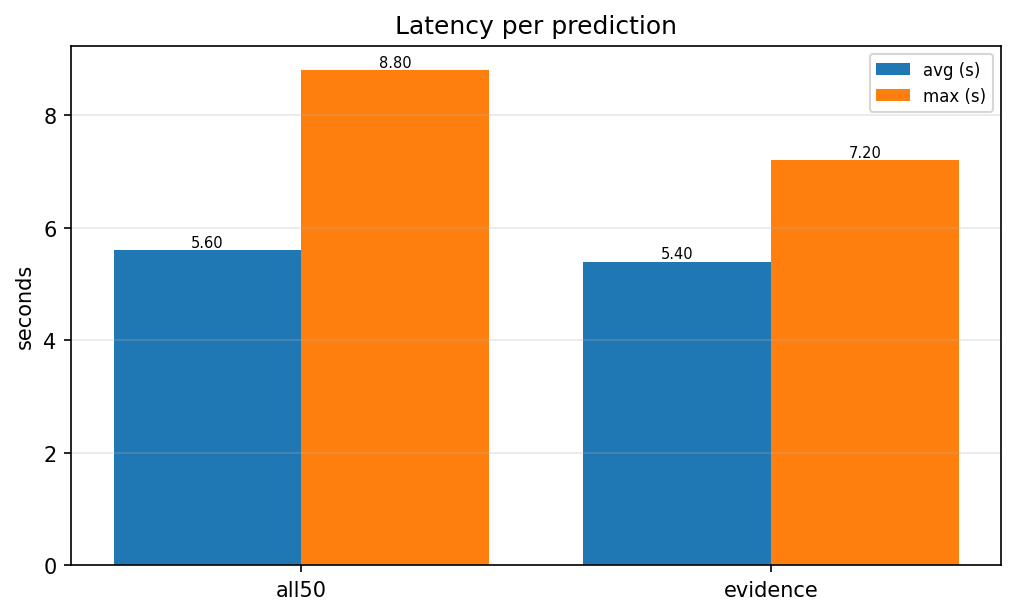 Latency per prediction
avg (s)
max (s)
8.80
7.20
5.60
5.40
seconds
8
6
4
2
0
all50
evidence